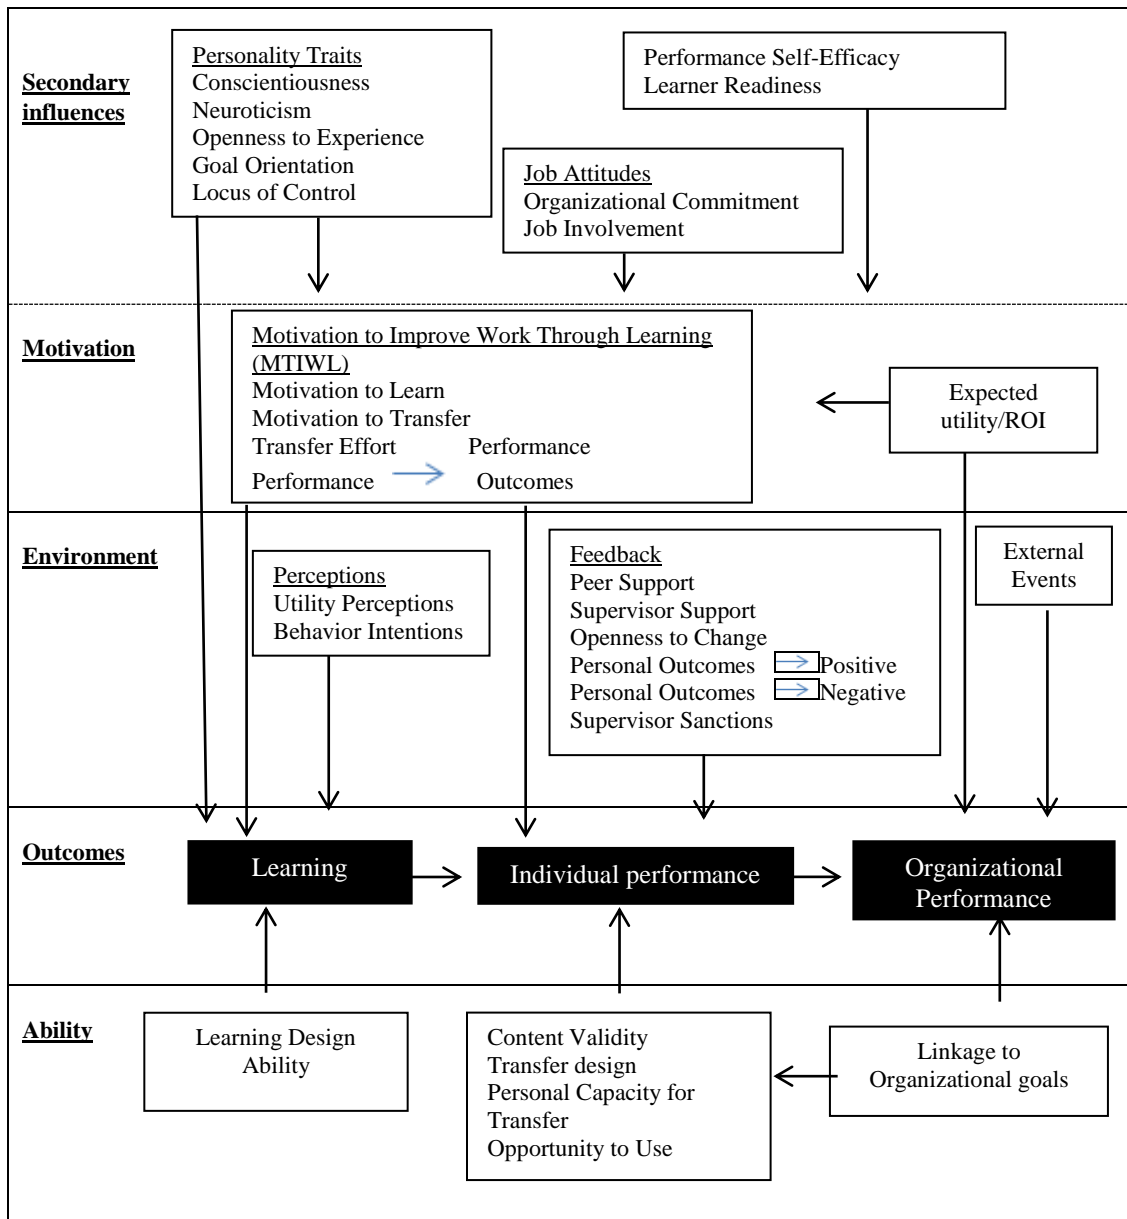 Secondary
influences
Personality Traits
Conscientiousness
Neuroticism
Openness to Experience
Goal Orientation
Locus of Control
Performance Self-Efficacy
Learner Readiness
Job Attitudes
Organizational Commitment
Job Involvement
Motivation
Motivation to Improve Work Through Learning
(MTIWL)
Motivation to Learn
Motivation to Transfer
Transfer Effort Performance
Performance Outcomes
Expected
utility/ROI
Environment
Perceptions
Utility Perceptions
Behavior Intentions
Feedback
Peer Support
Supervisor Support
Openness to Change
Personal Outcomes Positive
Personal Outcomes Negative
Supervisor Sanctions
External
Events
Outcomes
Learning
Individual performance
Organizational
Performance
Ability
Learning Design
Ability
Content Validity
Transfer design
Personal Capacity for
Transfer
Opportunity to Use
Linkage to
Organizational goals